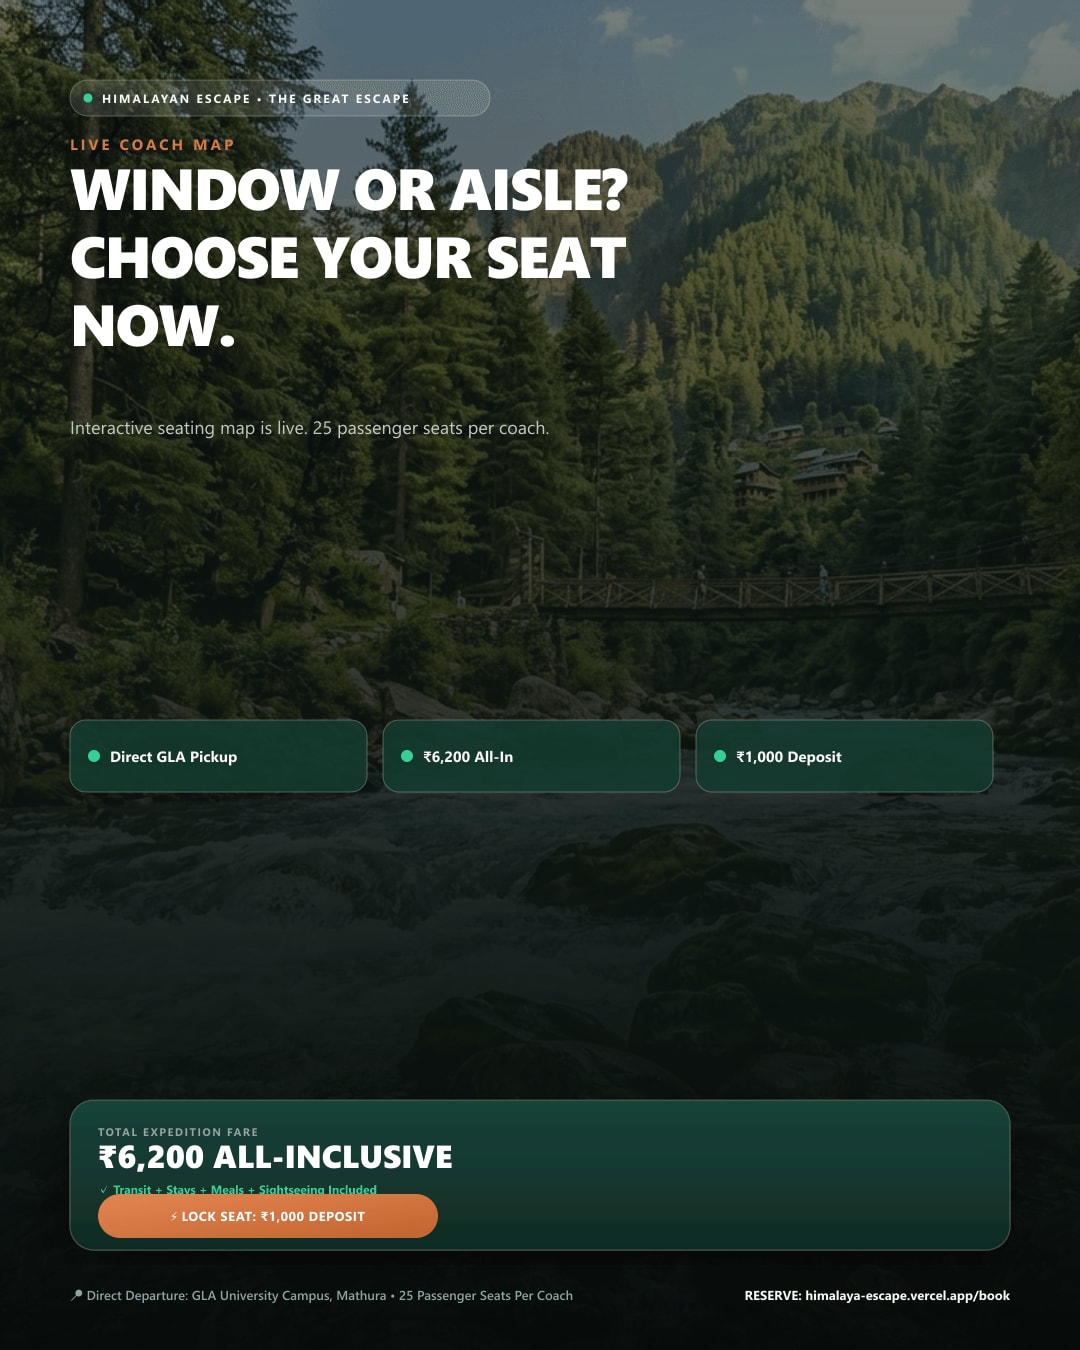 HIMALAYAN ESCAPE • THE GREAT ESCAPE
LIVE COACH MAP
WINDOW OR AISLE?
CHOOSE YOUR SEAT
NOW.
Interactive seating map is live. 25 passenger seats per coach.
Direct GLA Pickup
₹6,200 All-In
₹1,000 Deposit
TOTAL EXPEDITION FARE
₹6,200 ALL-INCLUSIVE
✓ Transit + Stays + Meals + Sightseeing Included
⚡ LOCK SEAT: ₹1,000 DEPOSIT
📍 Direct Departure: GLA University Campus, Mathura • 25 Passenger Seats Per Coach
RESERVE: himalaya-escape.vercel.app/book